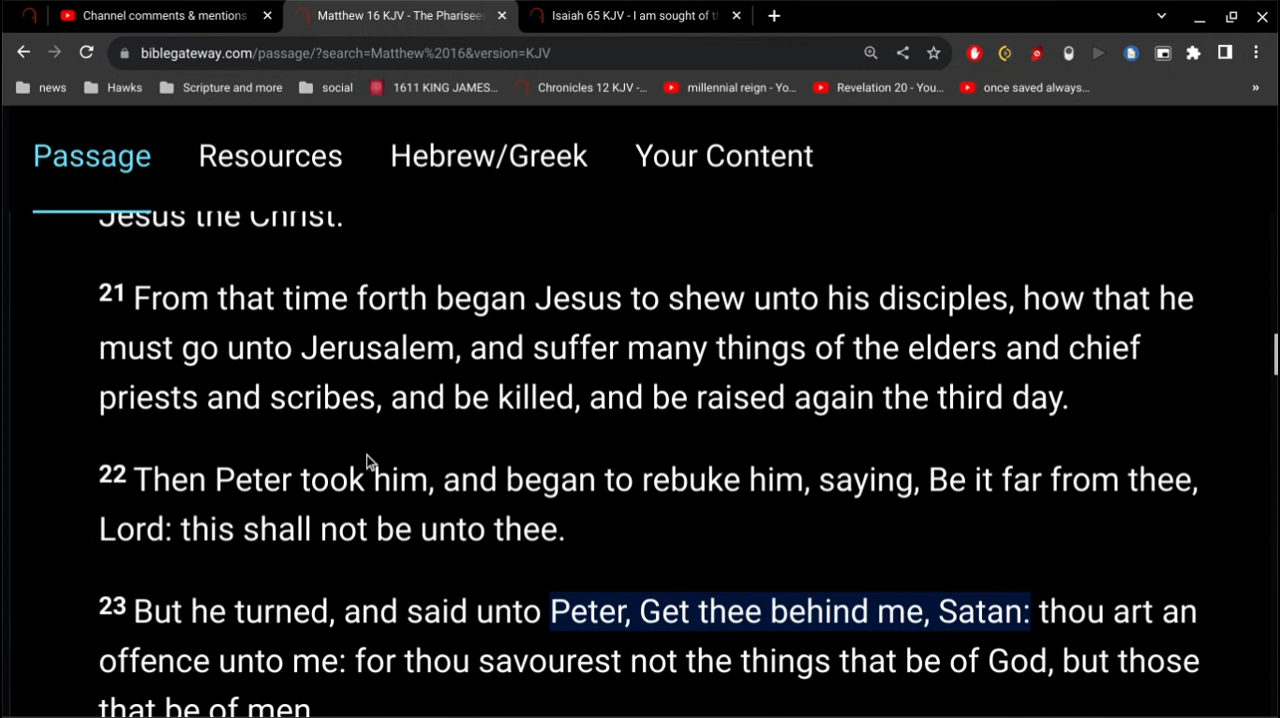 Channel comments & mentions
Matthew 16 KJV - The Pharisees
Isaiah 65 KJV - I am sought of t
biblegateway.com/passage/?search=Matthew%2016&version=KJV
news Hawks Scripture and more social 1611 KING JAMES... Chronicles 12 KJV -... millennial reign - Yo... Revelation 20 - You... once saved always... »
Passage Resources Hebrew/Greek Your Content
Jesus the Christ.
21 From that time forth began Jesus to shew unto his disciples, how that he
must go unto Jerusalem, and suffer many things of the elders and chief
priests and scribes, and be killed, and be raised again the third day.
22 Then Peter took him, and began to rebuke him, saying, Be it far from thee,
Lord: this shall not be unto thee.
23 But he turned, and said unto Peter, Get thee behind me, Satan: thou art an
offence unto me: for thou savourest not the things that be of God, but those
that be of men